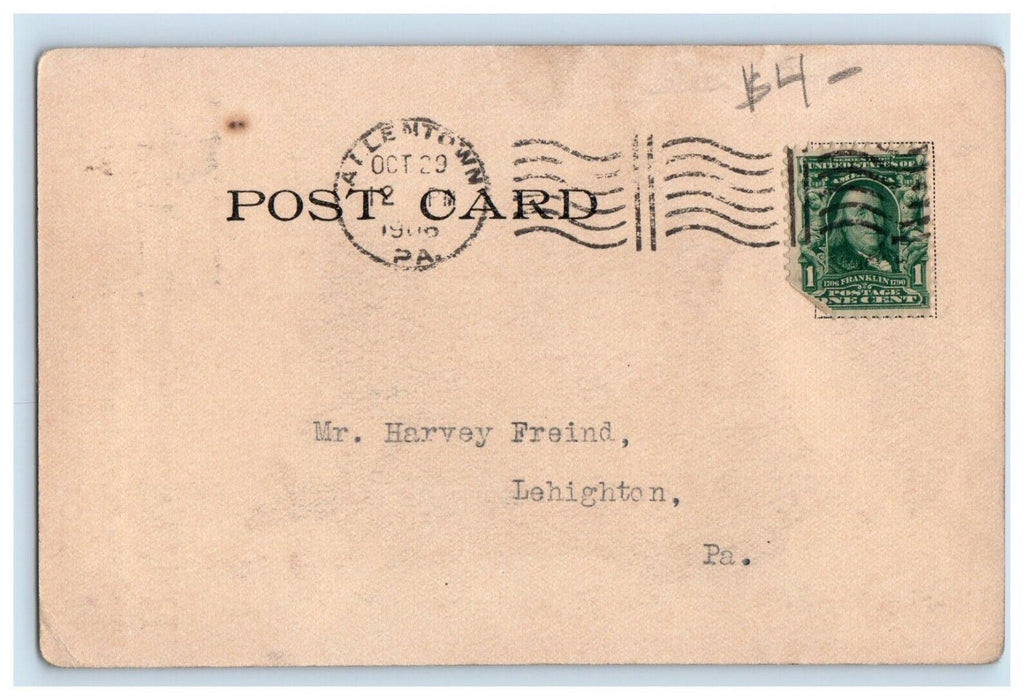 $4-
ALLENTOWN
OCT 29
PA.
POST CARD
UNITED STATES OF
AMERICA
1 1706 FRANKLIN 1790 1
POSTAGE
ONE CENT
Mr. Harvey Freind,
Lehighton,
Pa.